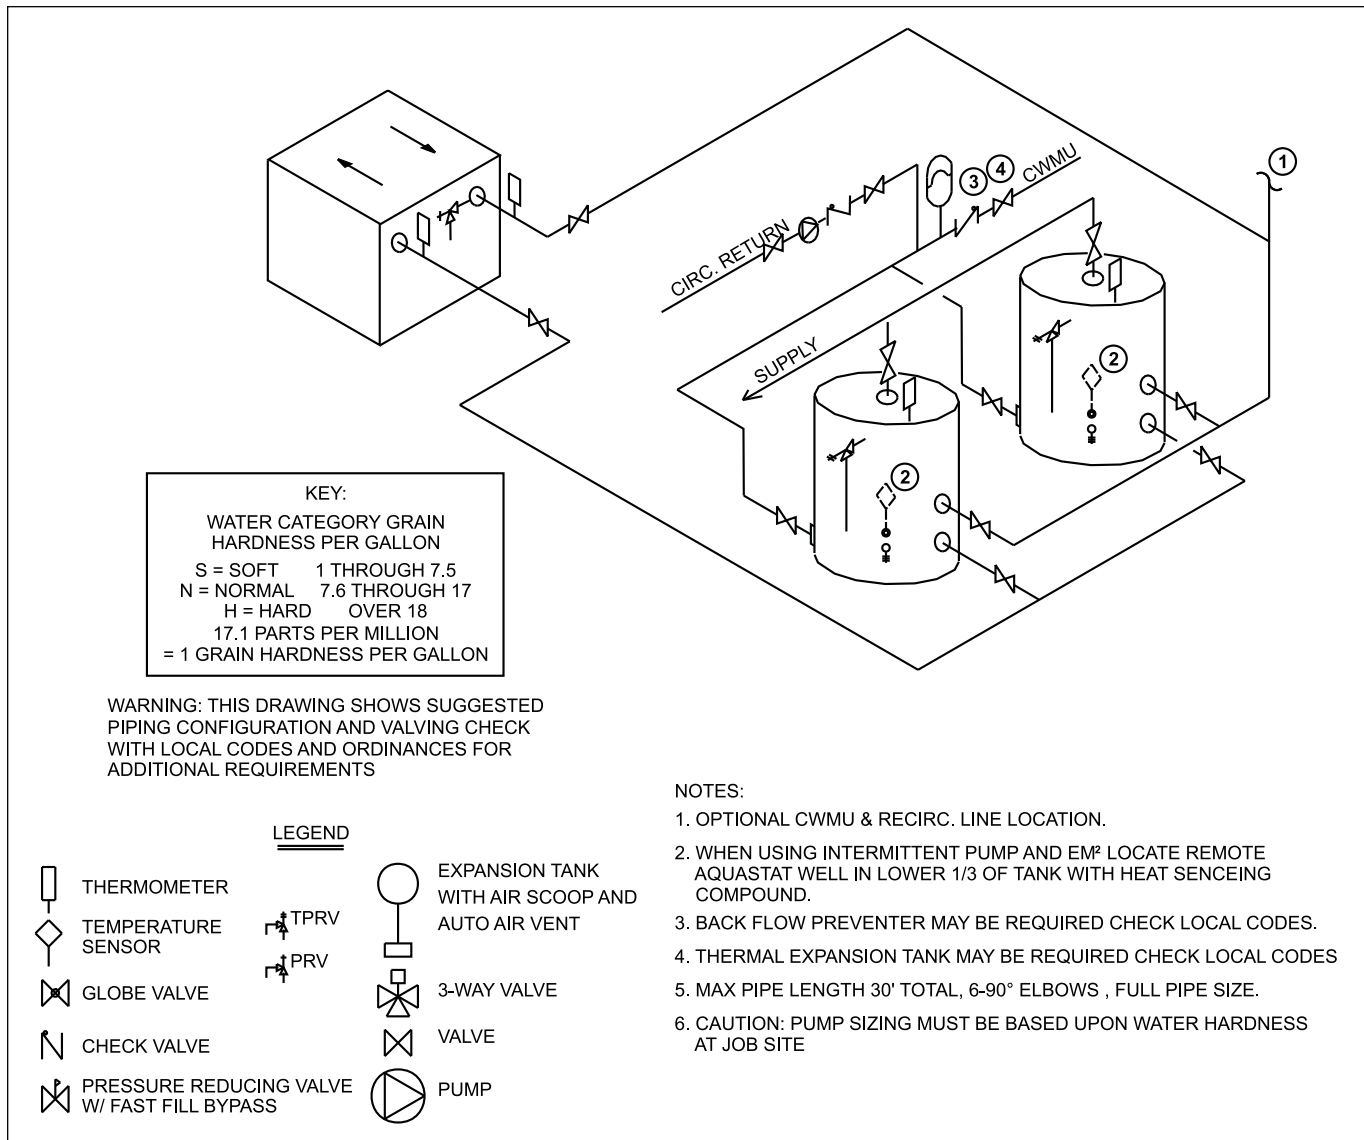 1
3
4
CWMU
CIRC. RETURN
SUPPLY
2
2
KEY:
WATER CATEGORY GRAIN
HARDNESS PER GALLON
S = SOFT 1 THROUGH 7.5
N = NORMAL 7.6 THROUGH 17
H = HARD OVER 18
17.1 PARTS PER MILLION
= 1 GRAIN HARDNESS PER GALLON
WARNING: THIS DRAWING SHOWS SUGGESTED
PIPING CONFIGURATION AND VALVING CHECK
WITH LOCAL CODES AND ORDINANCES FOR
ADDITIONAL REQUIREMENTS
LEGEND
THERMOMETER
TEMPERATURE
SENSOR
GLOBE VALVE
CHECK VALVE
PRESSURE REDUCING VALVE
W/ FAST FILL BYPASS
TPRV
PRV
EXPANSION TANK
WITH AIR SCOOP AND
AUTO AIR VENT
3-WAY VALVE
VALVE
PUMP
NOTES:
1. OPTIONAL CWMU & RECIRC. LINE LOCATION.
2. WHEN USING INTERMITTENT PUMP AND EM² LOCATE REMOTE
AQUASTAT WELL IN LOWER 1/3 OF TANK WITH HEAT SENCEING
COMPOUND.
3. BACK FLOW PREVENTER MAY BE REQUIRED CHECK LOCAL CODES.
4. THERMAL EXPANSION TANK MAY BE REQUIRED CHECK LOCAL CODES
5. MAX PIPE LENGTH 30' TOTAL, 6-90° ELBOWS , FULL PIPE SIZE.
6. CAUTION: PUMP SIZING MUST BE BASED UPON WATER HARDNESS
AT JOB SITE